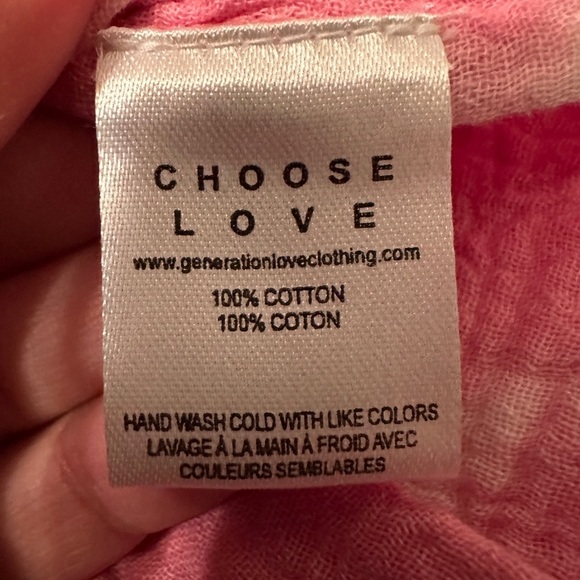 CHOOSE
LOVE
www.generationloveclothing.com
100% COTTON
100% COTON
HAND WASH COLD WITH LIKE COLORS
LAVAGE À LA MAIN À FROID AVEC
COULEURS SEMBLABLES